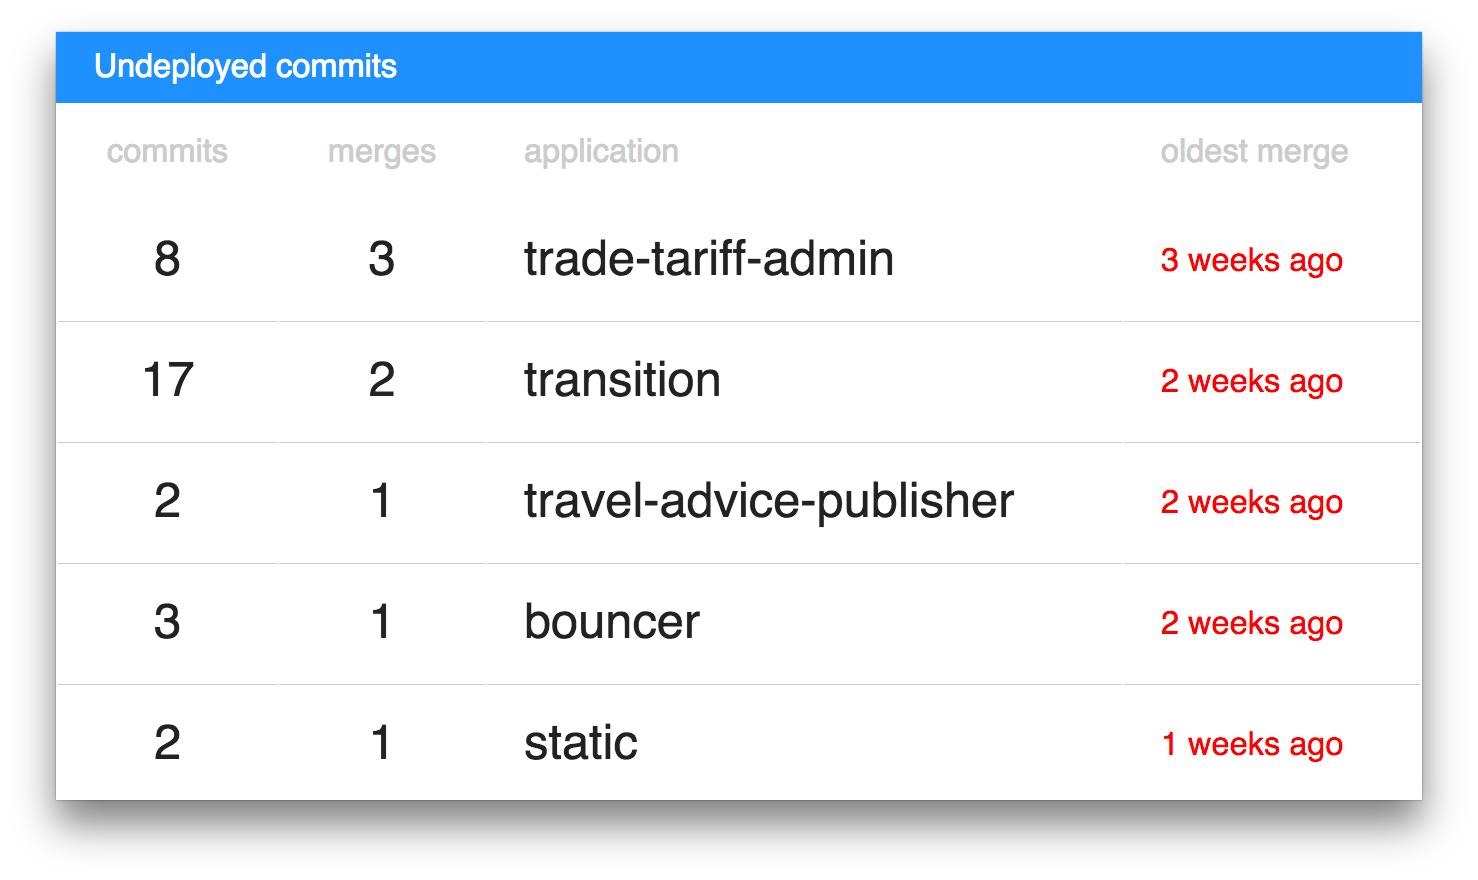 Undeployed commits
commits merges application oldest merge
8 3 trade-tariff-admin 3 weeks ago
17 2 transition 2 weeks ago
2 1 travel-advice-publisher 2 weeks ago
3 1 bouncer 2 weeks ago
2 1 static 1 weeks ago